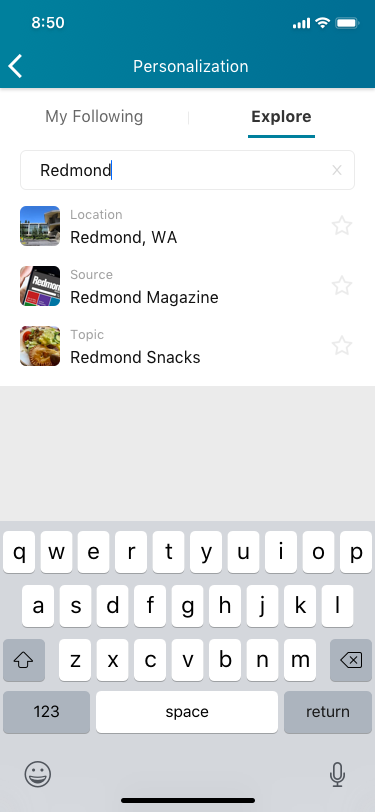 8:50
Personalization
My Following
Explore
Redmond
Location
Redmond, WA
Source
Redmond Magazine
Topic
Redmond Snacks
q w e r t y u i o p
a s d f g h j k l
z x c v b n m
123 space return